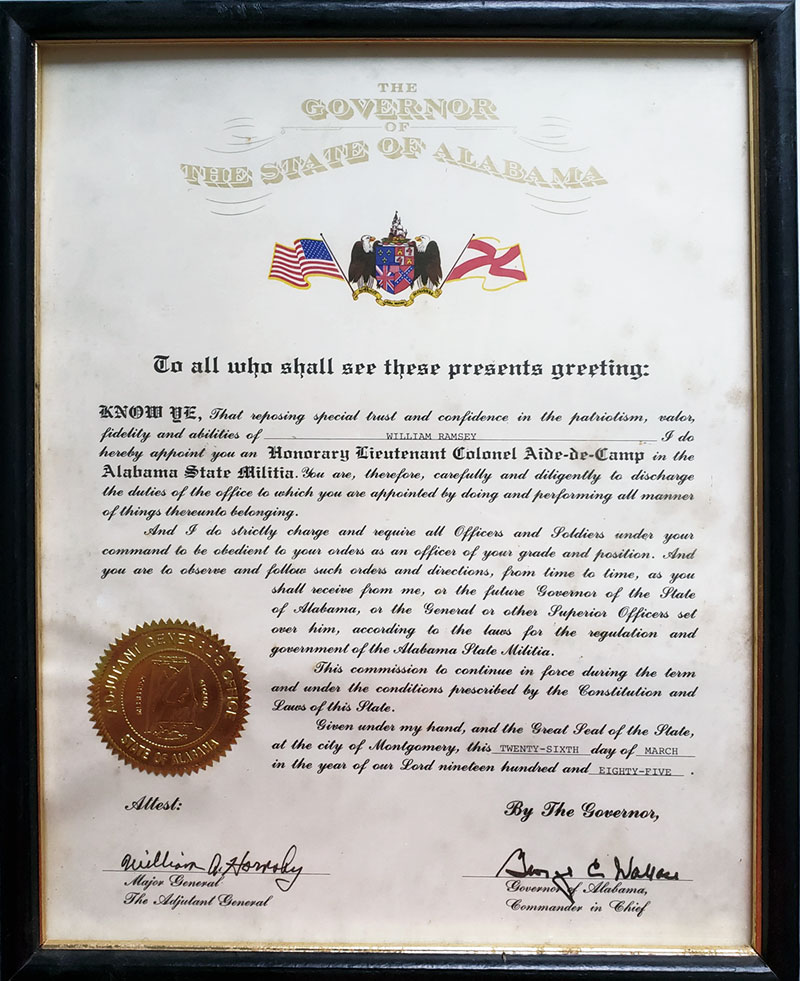 THE
GOVERNOR
OF
THE STATE OF ALABAMA
To all who shall see these presents greeting:
KNOW YE, That reposing special trust and confidence in the patriotism, valor,
fidelity and abilities of WILLIAM RAMSEY I do
hereby appoint you an Honorary Lieutenant Colonel Aide-de-Camp in the
Alabama State Militia. You are, therefore, carefully and diligently to discharge
the duties of the office to which you are appointed by doing and performing all manner
of things thereunto belonging.
And I do strictly charge and require all Officers and Soldiers under your
command to be obedient to your orders as an officer of your grade and position. And
you are to observe and follow such orders and directions, from time to time, as you
shall receive from me, or the future Governor of the State
of Alabama, or the General or other Superior Officers set
over him, according to the laws for the regulation and
government of the Alabama State Militia.
This commission to continue in force during the term
and under the conditions prescribed by the Constitution and
Laws of this State.
Given under my hand, and the Great Seal of the State,
at the city of Montgomery, this TWENTY-SIXTH day of MARCH
in the year of our Lord nineteen hundred and EIGHTY-FIVE .
ADJUTANT GENERAL'S OFFICE
STATE OF ALABAMA
Attest:
By The Governor,
William A. Hornsby
Major General
The Adjutant General
George C. Wallace
Governor of Alabama,
Commander in Chief